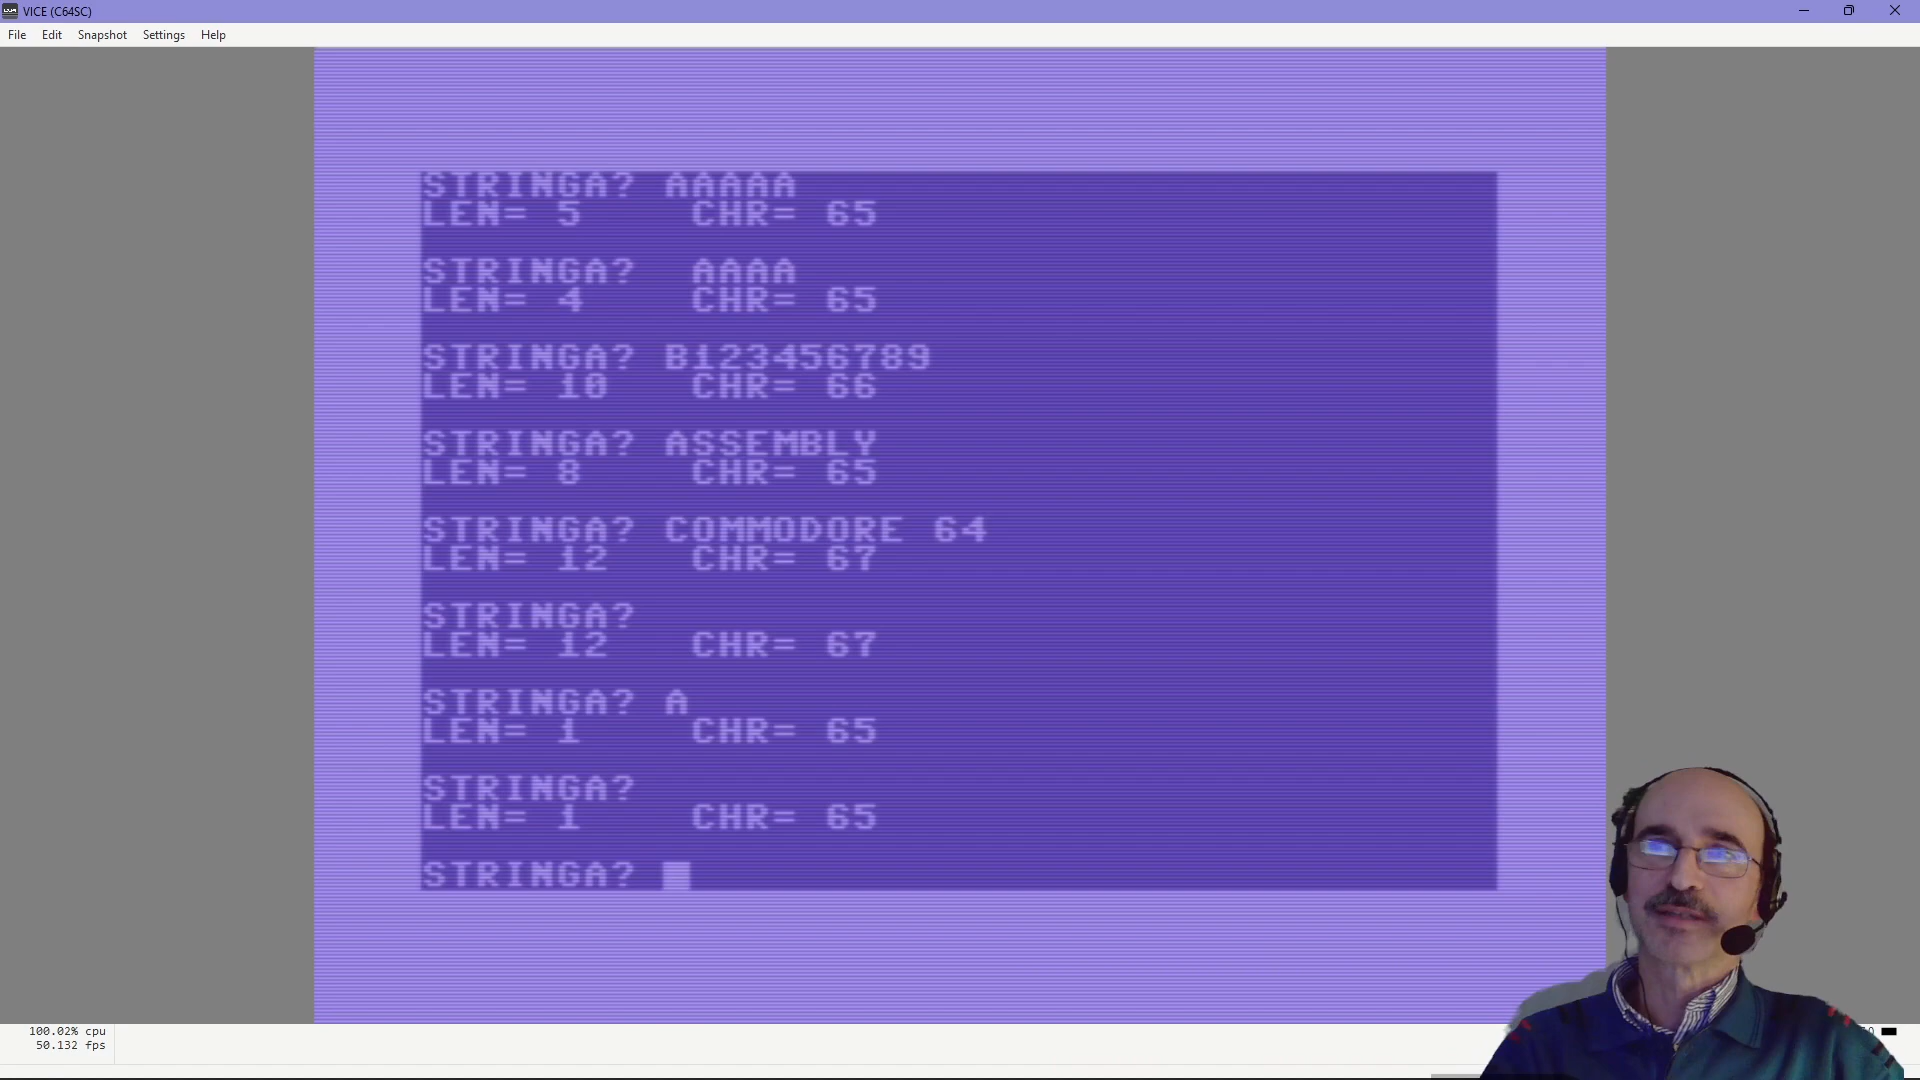 VICE (C64SC)
File Edit Snapshot Settings Help
STRINGA? AAAAA
LEN= 5 CHR= 65
STRINGA? AAAA
LEN= 4 CHR= 65
STRINGA? B123456789
LEN= 10 CHR= 66
STRINGA? ASSEMBLY
LEN= 8 CHR= 65
STRINGA? COMMODORE 64
LEN= 12 CHR= 67
STRINGA?
LEN= 12 CHR= 67
STRINGA? A
LEN= 1 CHR= 65
STRINGA?
LEN= 1 CHR= 65
STRINGA?
100.02% cpu
50.132 fps